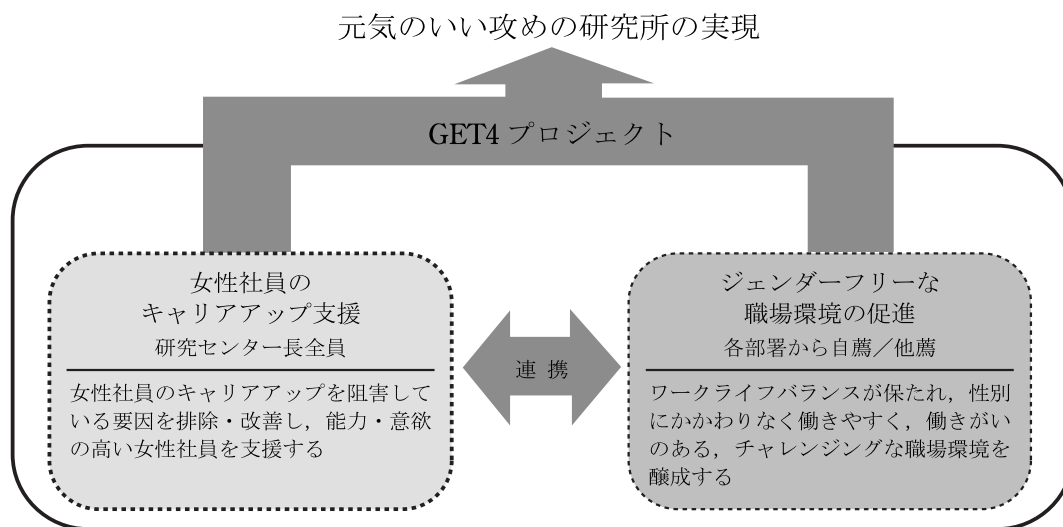 元気のいい攻めの研究所の実現
GET4 プロジェクト
女性社員の
キャリアアップ支援
研究センター長全員
女性社員のキャリアアップを阻害して
いる要因を排除・改善し，能力・意欲
の高い女性社員を支援する
連 携
ジェンダーフリーな
職場環境の促進
各部署から自薦／他薦
ワークライフバランスが保たれ，性別
にかかわりなく働きやすく，働きがい
のある，チャレンジングな職場環境を
醸成する